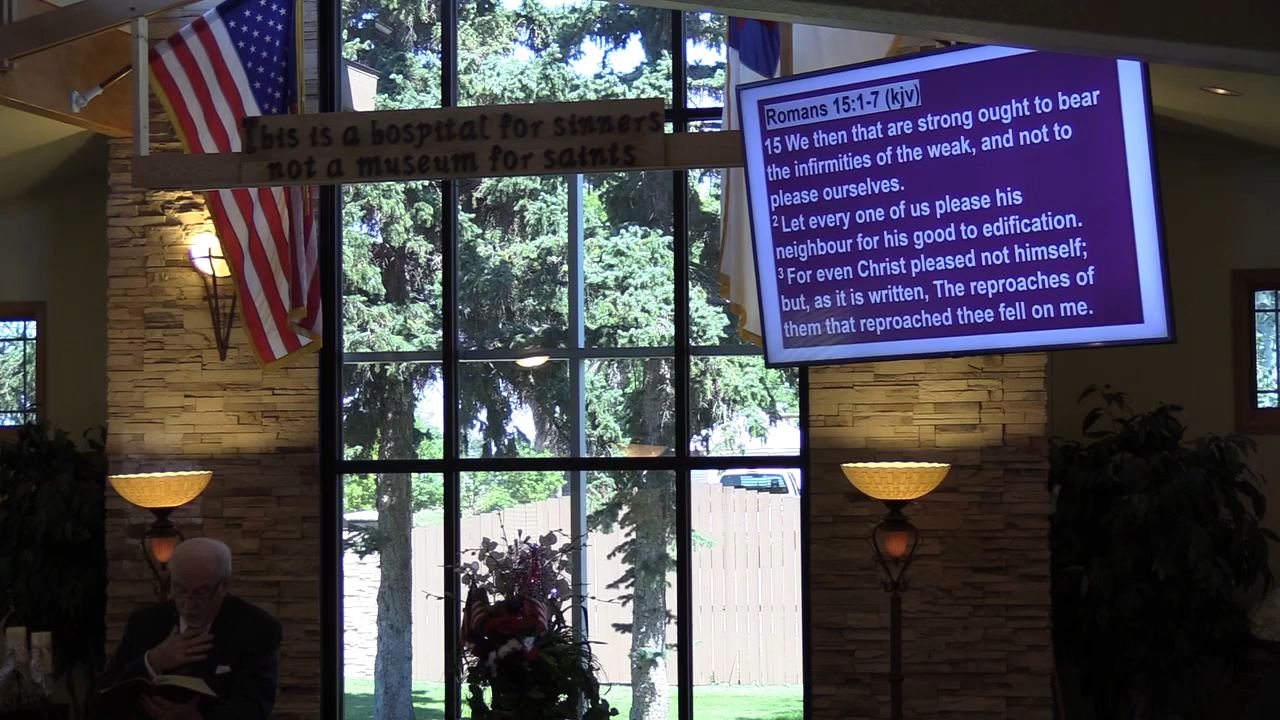 This is a hospital for sinners
not a museum for saints
Romans 15:1-7 (kjv)
15 We then that are strong ought to bear
the infirmities of the weak, and not to
please ourselves.
2 Let every one of us please his
neighbour for his good to edification.
3 For even Christ pleased not himself;
but, as it is written, The reproaches of
them that reproached thee fell on me.